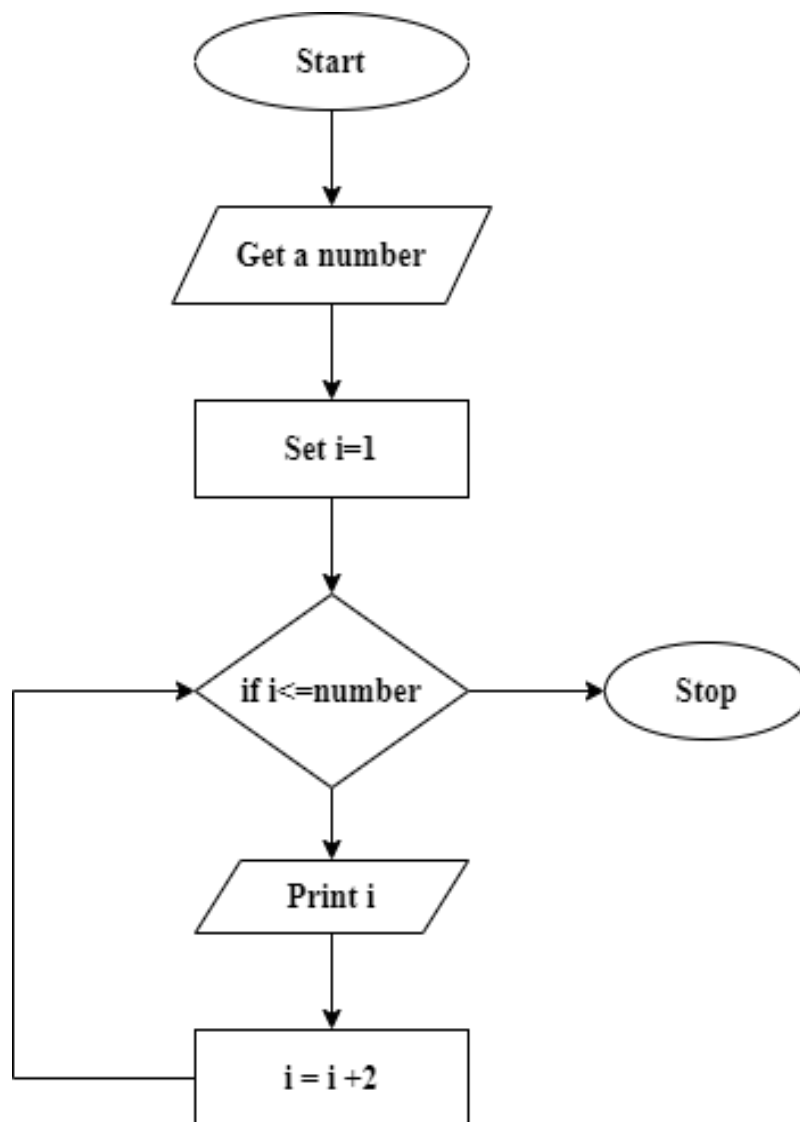 Start
Get a number
Set i=1
if i<=number
Stop
Print i
i = i +2